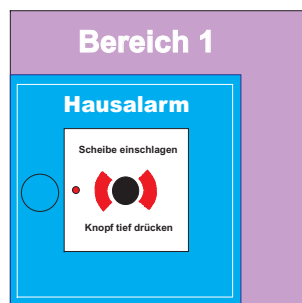 Bereich 1
Hausalarm
Scheibe einschlagen
Knopf tief drücken